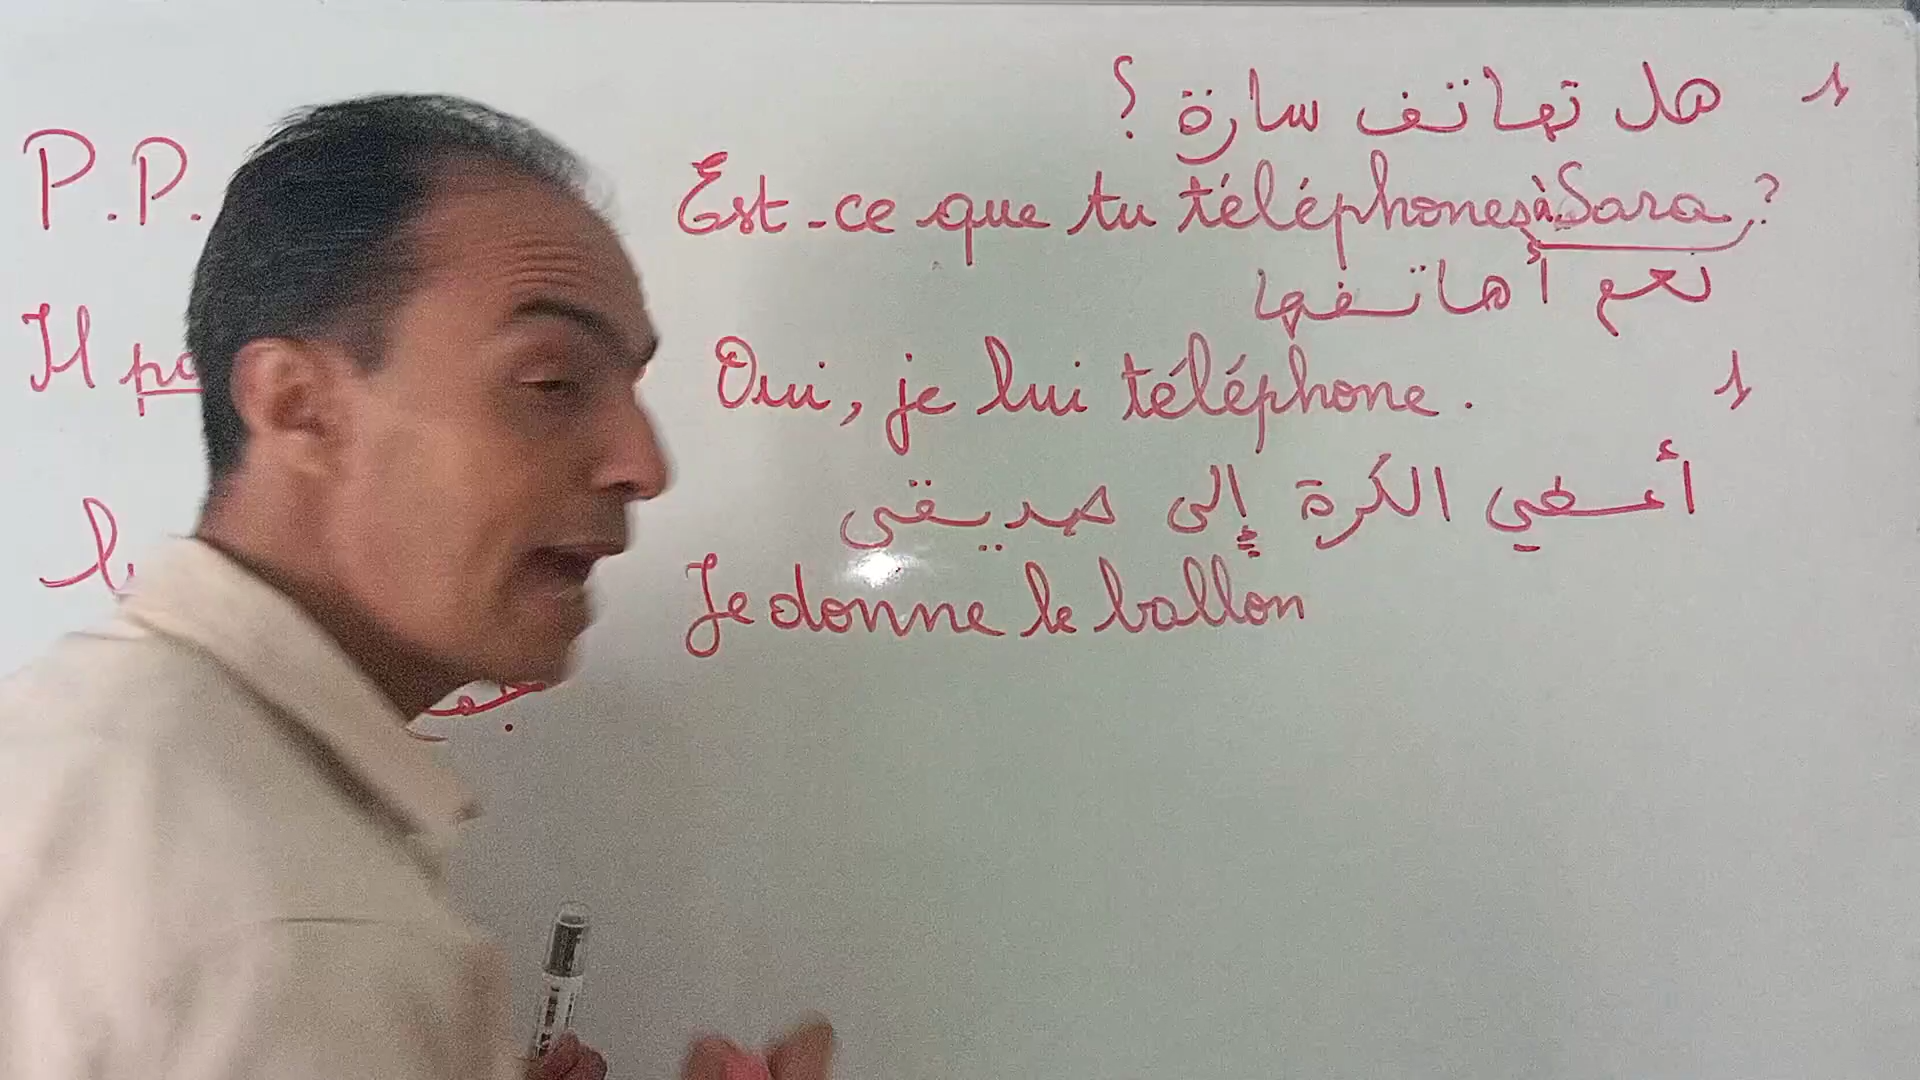 هل تهاتف سارة ؟
P.P.
Est-ce que tu téléphones à Sara ?
نعم أهاتفها
Il
Oui, je lui téléphone.
أعطي الكرة إلى صديقي
Je donne le ballon